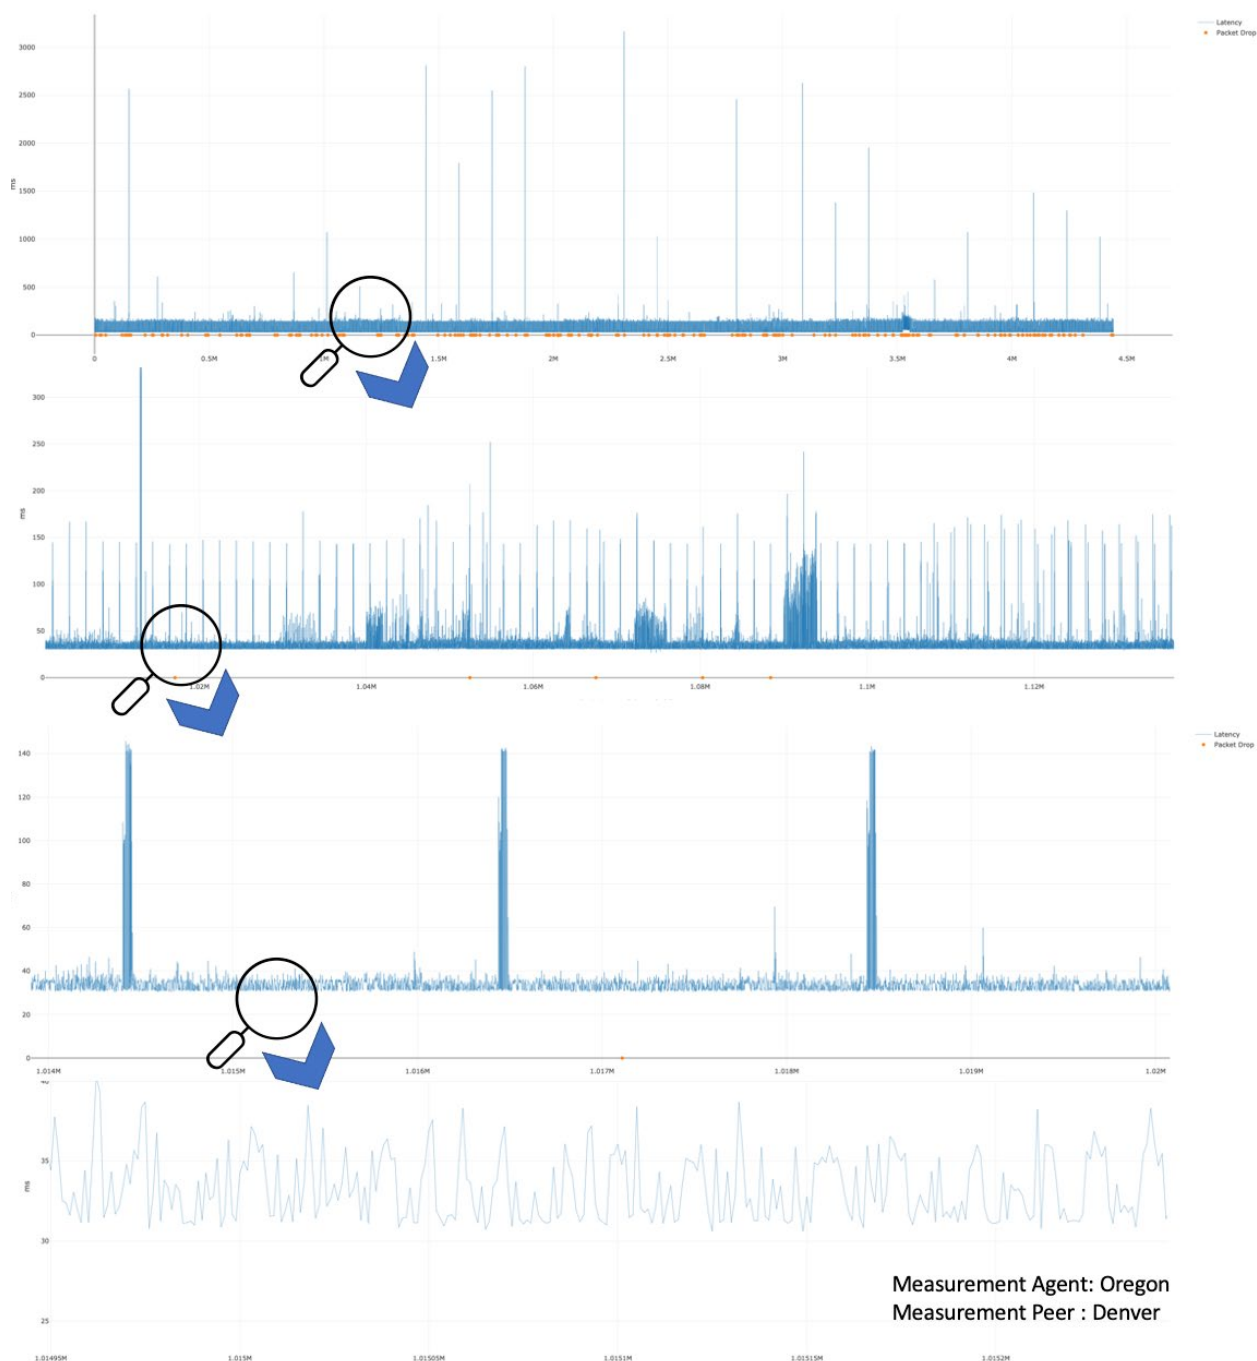 Latency
Packet Drop
3000
2500
2000
ms
1500
1000
500
0
0 0.5M 1M 1.5M 2M 2.5M 3M 3.5M 4M 4.5M
300
250
200
ms
150
100
50
0
1.02M 1.04M 1.06M 1.08M 1.1M 1.12M
Latency
Packet Drop
140
120
100
80
60
40
20
0
1.014M 1.015M 1.016M 1.017M 1.018M 1.019M 1.02M
40
35
ms
30
Measurement Agent: Oregon
Measurement Peer : Denver
25
1.01495M 1.015M 1.01505M 1.0151M 1.01515M 1.0152M